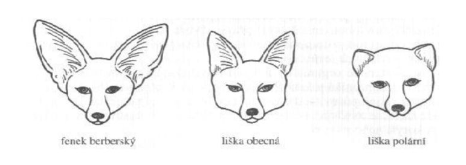 fenek berberský
liška obecná
liška polární